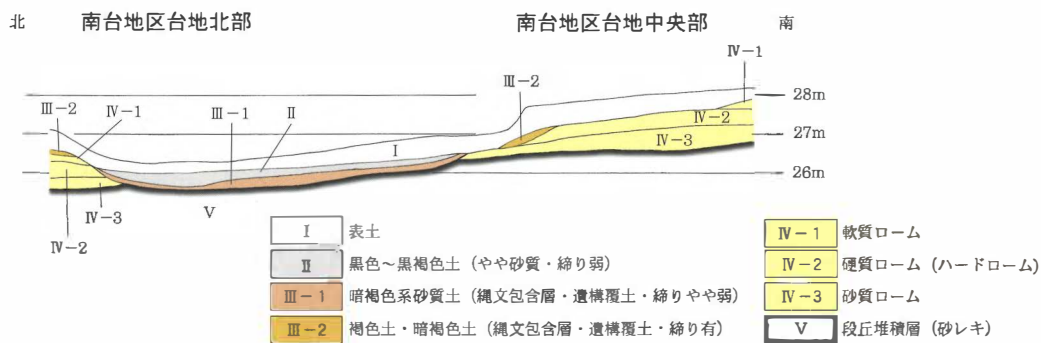 北 南台地区台地北部 南台地区台地中央部 南
Ⅳ-1
Ⅲ-2 Ⅳ-1 Ⅲ-1 Ⅱ Ⅲ-2
28m
Ⅳ-2
27m
Ⅰ Ⅳ-3
26m
Ⅳ-3 Ⅴ
Ⅳ-2
Ⅰ 表土
Ⅱ 黒色～黒褐色土（やや砂質・締り弱）
Ⅲ-1 暗褐色系砂質土（縄文包含層・遺構覆土・締りやや弱）
Ⅲ-2 褐色土・暗褐色土（縄文包含層・遺構覆土・締り有）
Ⅳ-1 軟質ローム
Ⅳ-2 硬質ローム（ハードローム）
Ⅳ-3 砂質ローム
Ⅴ 段丘堆積層（砂レキ）